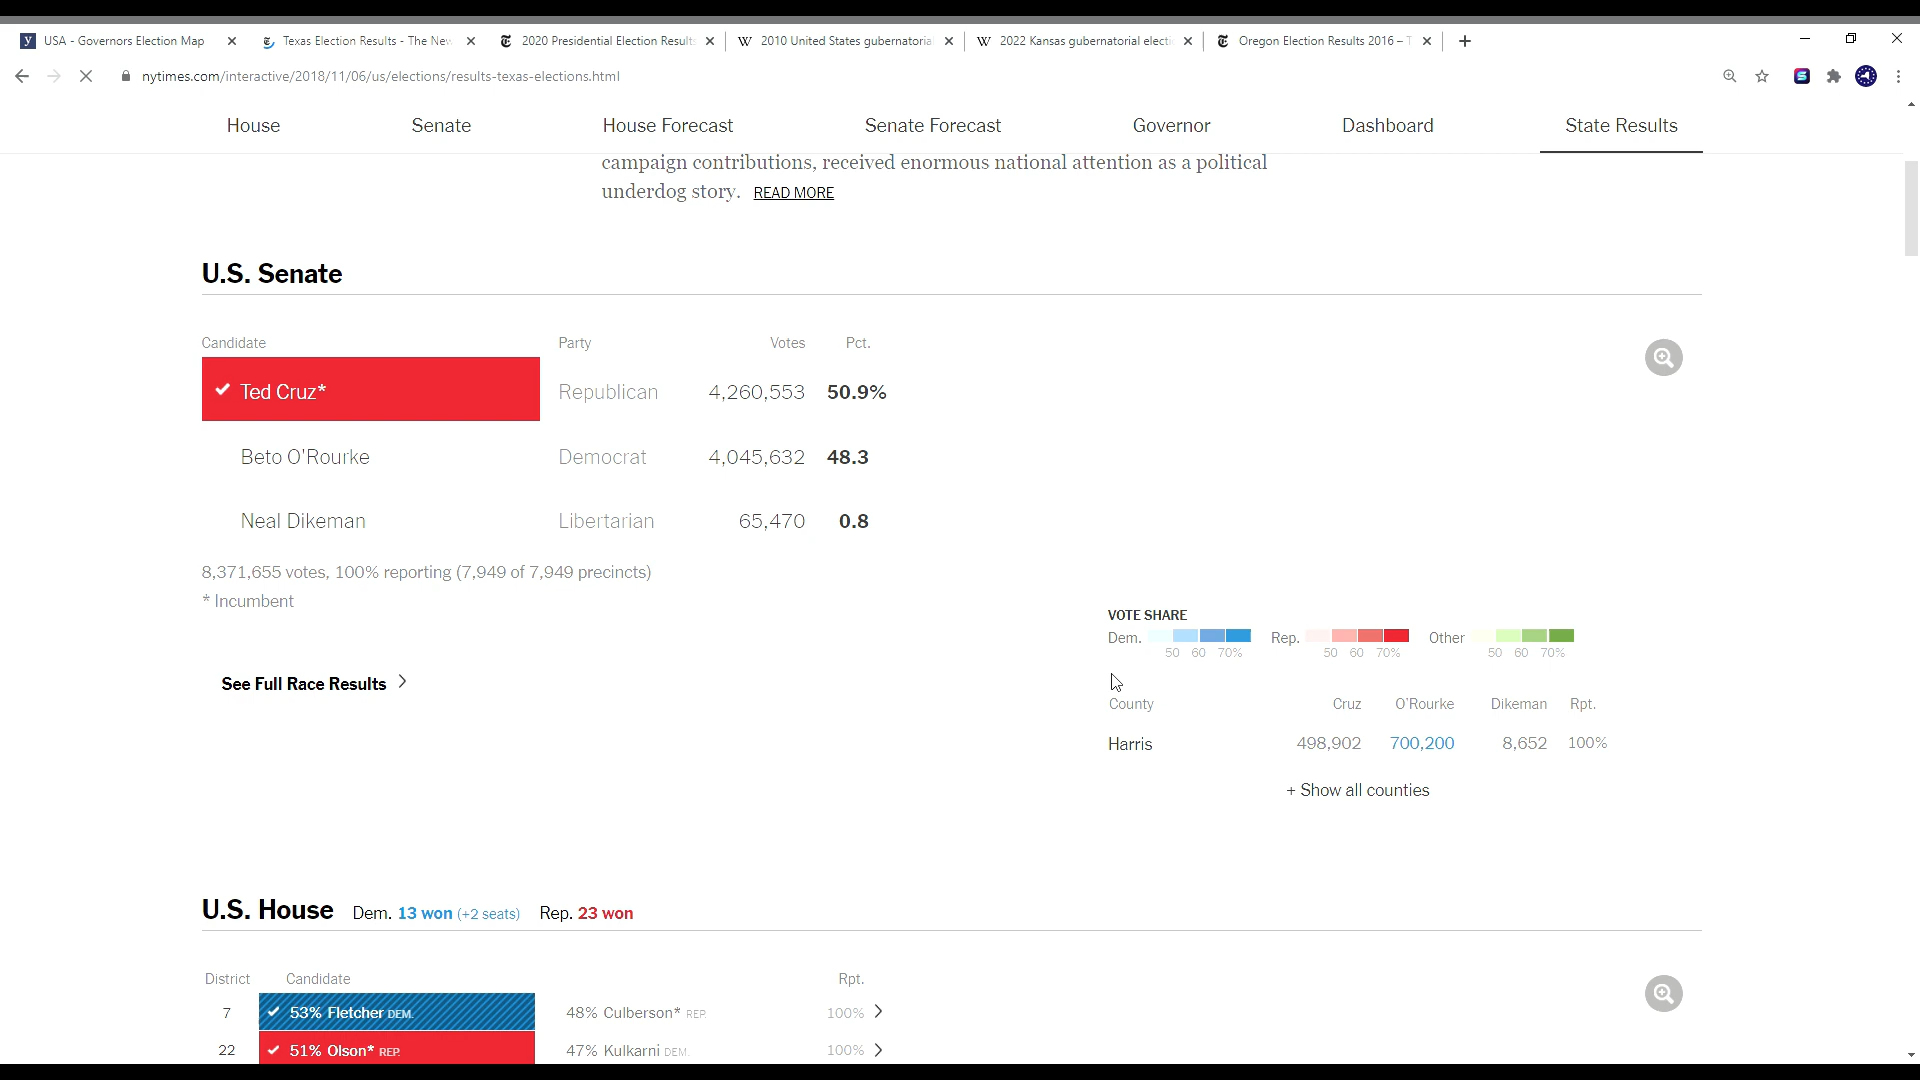 USA - Governors Election Map
Texas Election Results - The New
2020 Presidential Election Results
2010 United States gubernatorial
2022 Kansas gubernatorial electi
Oregon Election Results 2016 – T
nytimes.com/interactive/2018/11/06/us/elections/results-texas-elections.html
House Senate House Forecast Senate Forecast Governor Dashboard State Results
campaign contributions, received enormous national attention as a political
underdog story. READ MORE
U.S. Senate
Candidate Party Votes Pct.
Ted Cruz* Republican 4,260,553 50.9%
Beto O'Rourke Democrat 4,045,632 48.3
Neal Dikeman Libertarian 65,470 0.8
8,371,655 votes, 100% reporting (7,949 of 7,949 precincts)
* Incumbent
See Full Race Results
VOTE SHARE
Dem. Rep. Other
50 60 70% 50 60 70% 50 60 70%
County Cruz O'Rourke Dikeman Rpt.
Harris 498,902 700,200 8,652 100%
+ Show all counties
U.S. House Dem. 13 won (+2 seats) Rep. 23 won
District Candidate Rpt.
7 53% Fletcher DEM. 48% Culberson* REP. 100%
22 51% Olson* REP. 47% Kulkarni DEM. 100%